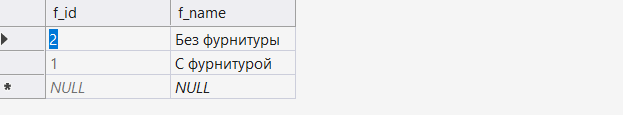 f_id f_name
2 Без фурнитуры
1 С фурнитурой
* NULL NULL